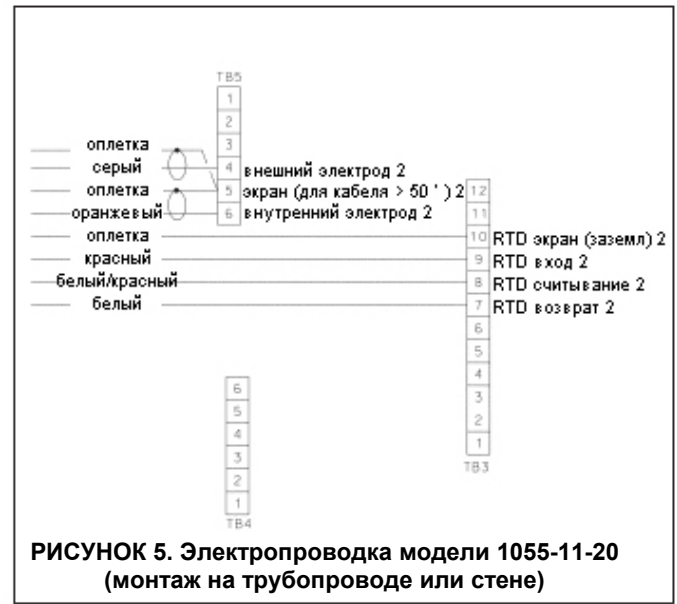 TB5
1
2
оплетка 3
серый 4 внешний электрод 2
оплетка 5 экран (для кабеля > 50 ' ) 2 12
оранжевый 6 внутренний электрод 2 11
оплетка 10 RTD экран (заземл) 2
красный 9 RTD вход 2
белый/красный 8 RTD считывание 2
белый 7 RTD возврат 2
6
5
6 4
5 3
4 2
3 1
2 TB3
1
TB4
РИСУНОК 5. Электропроводка модели 1055-11-20
(монтаж на трубопроводе или стене)